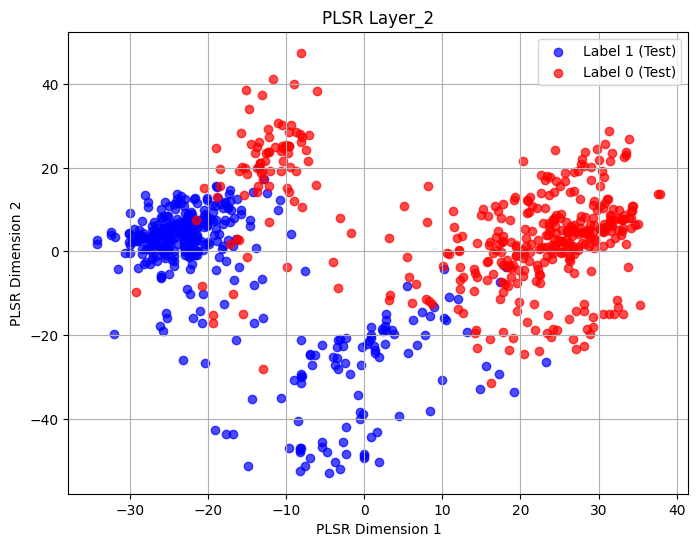 PLSR Layer_2
Label 1 (Test)
Label 0 (Test)
PLSR Dimension 2
40
20
0
−20
−40
−30
−20
−10
0
10
20
30
40
PLSR Dimension 1